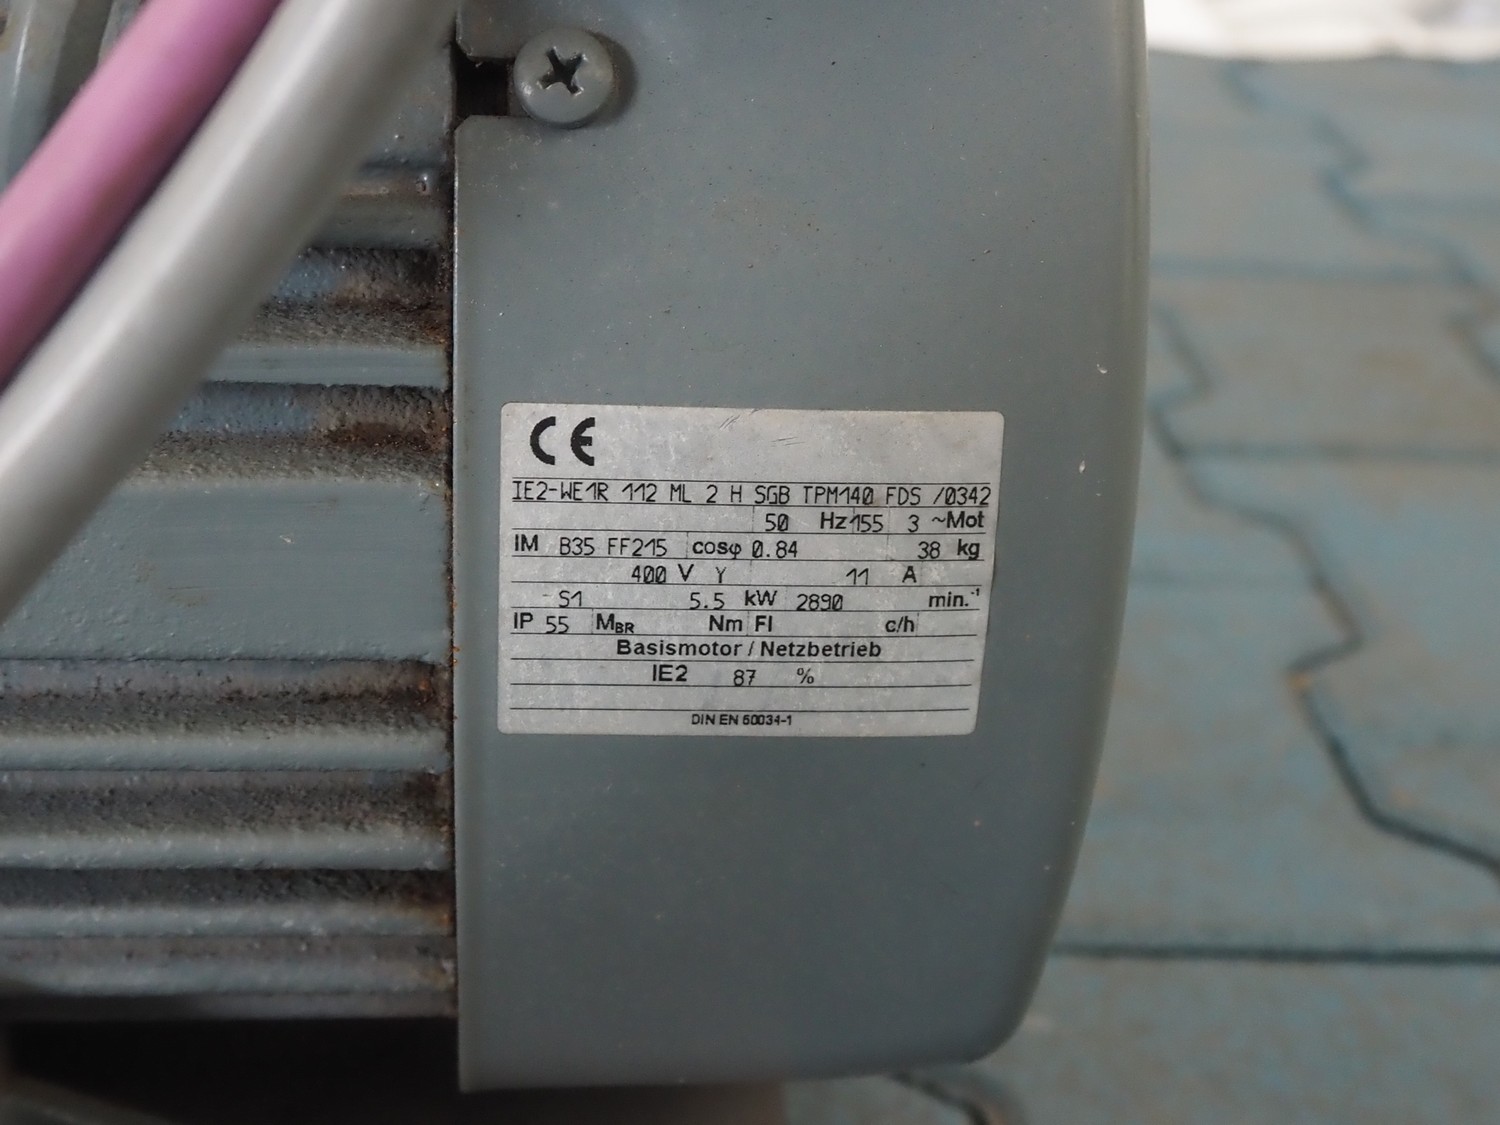 CE
IE2-WE1R 112 ML 2 H SGB TPM140 FDS /0342
50 Hz 155 3 ~Mot
IM B35 FF215 cosφ 0.84 38 kg
400 V Y 11 A
S1 5.5 kW 2890 min.⁻¹
IP 55 MBR Nm FI c/h
Basismotor / Netzbetrieb
IE2 87 %
DIN EN 60034-1